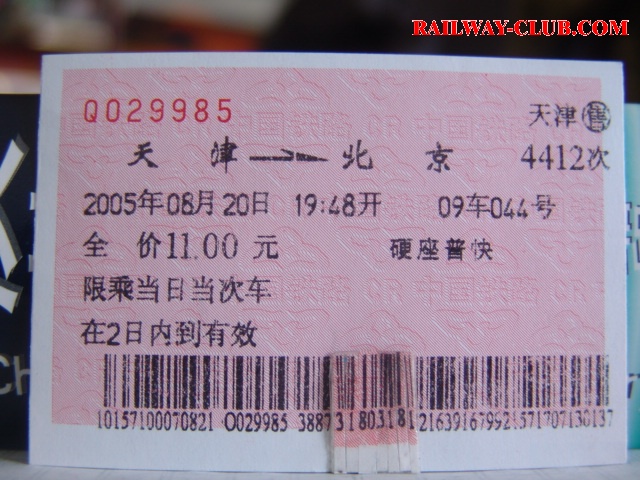 RAILWAY-CLUB.COM
Q029985
天津售
天津 北京 4412次
2005年08月20日 19:48开 09车044号
全价11.00元 硬座普快
限乘当日当次车
在2日内到有效